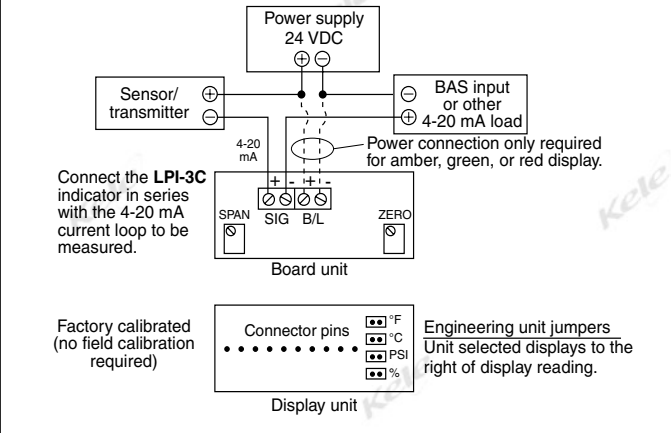 Power supply
24 VDC
+ −
Sensor/
transmitter
+
−
BAS input
or other
4-20 mA load
−
+
4-20
mA
Power connection only required
for amber, green, or red display.
Connect the LPI-3C
indicator in series
with the 4-20 mA
current loop to be
measured.
+ - + -
SPAN
SIG B/L
ZERO
Board unit
Factory calibrated
(no field calibration
required)
Connector pins
°F
°C
PSI
%
Engineering unit jumpers
Unit selected displays to the
right of display reading.
Display unit
Kele
Kele
Kele